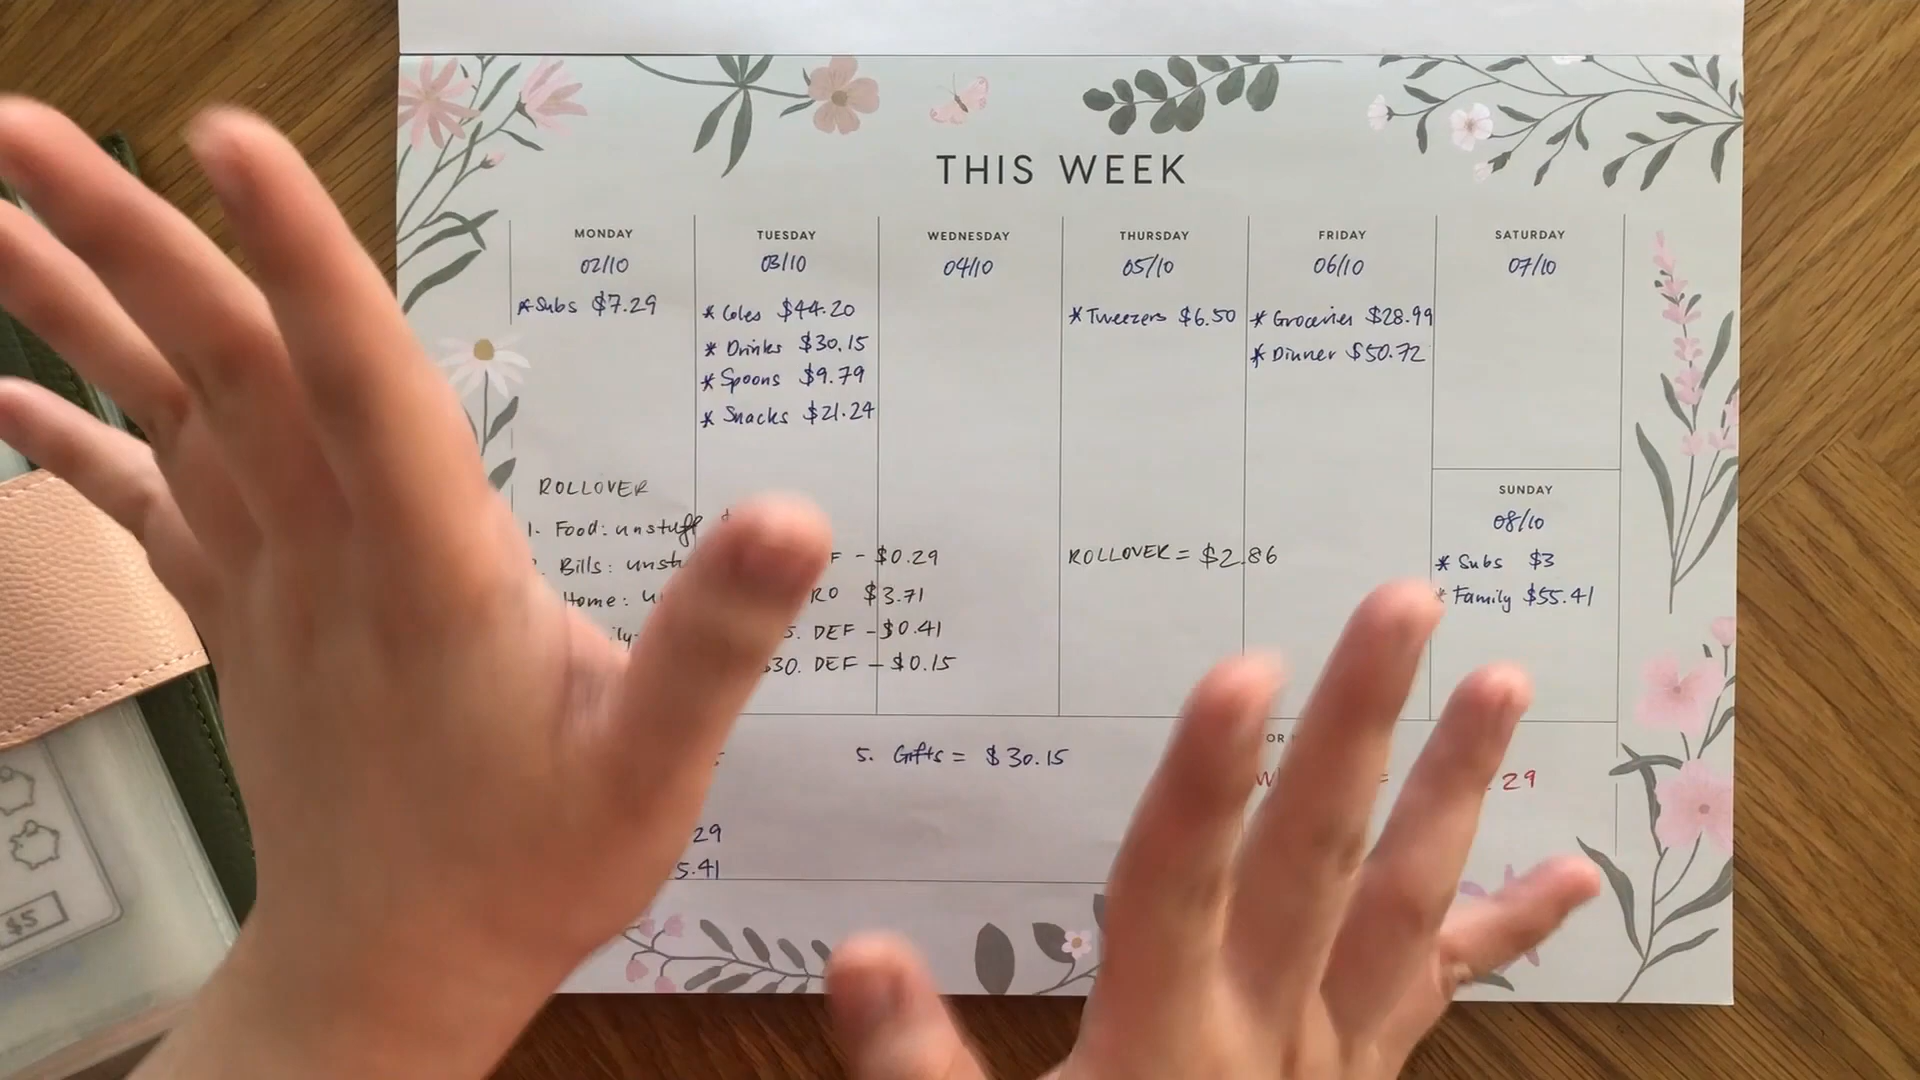 THIS WEEK
MONDAY
02/10
* Subs $7.29
TUESDAY
03/10
* Coles $44.20
* Drinks $30.15
* Spoons $9.79
* Snacks $21.24
WEDNESDAY
04/10
THURSDAY
05/10
* Tweezers $6.50
FRIDAY
06/10
* Groceries $28.99
* Dinner $50.72
SATURDAY
07/10
SUNDAY
08/10
* Subs $3
* Family $55.41
ROLLOVER
1. Food: unstuff
Bills:
Home:
- $0.29
$3.71
5. DEF - $0.41
$30. DEF - $0.15
ROLLOVER = $2.86
5. Gifts = $30.15
29
5.41
29
$5